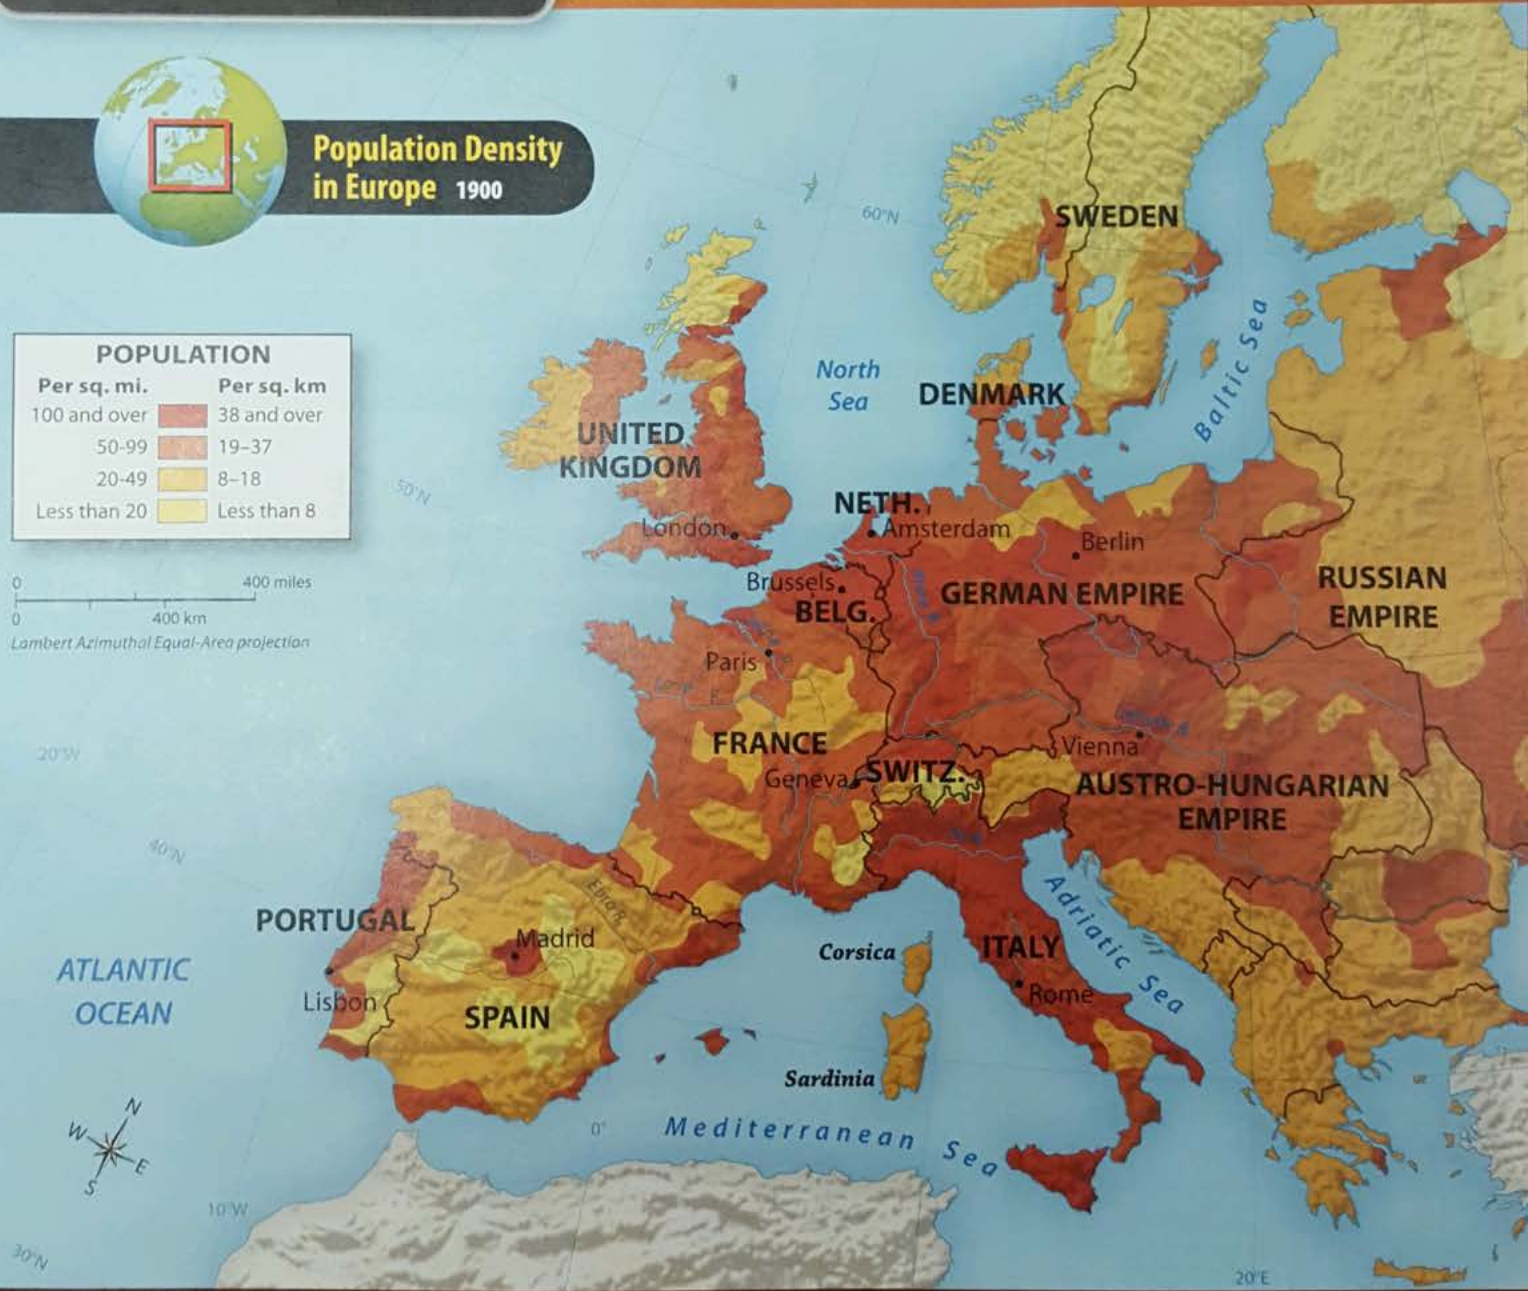 Population Density
in Europe 1900
60°N
SWEDEN
POPULATION
Per sq. mi. Per sq. km
100 and over 38 and over
50-99 19–37
20-49 8–18
Less than 20 Less than 8
0 400 miles
0 400 km
Lambert Azimuthal Equal-Area projection
North
Sea
DENMARK
Baltic Sea
UNITED
KINGDOM
50°N
NETH.
London
Amsterdam
Berlin
Brussels
BELG.
GERMAN EMPIRE
RUSSIAN
EMPIRE
Paris
Loire R.
20°W
FRANCE
Vienna
Geneva
SWITZ.
AUSTRO-HUNGARIAN
EMPIRE
40°N
Ebro R.
PORTUGAL
Madrid
Corsica
ITALY
Adriatic Sea
ATLANTIC
OCEAN
Lisbon
SPAIN
Rome
Sardinia
N
W
E
S
0°
Mediterranean Sea
10°W
30°N
20°E